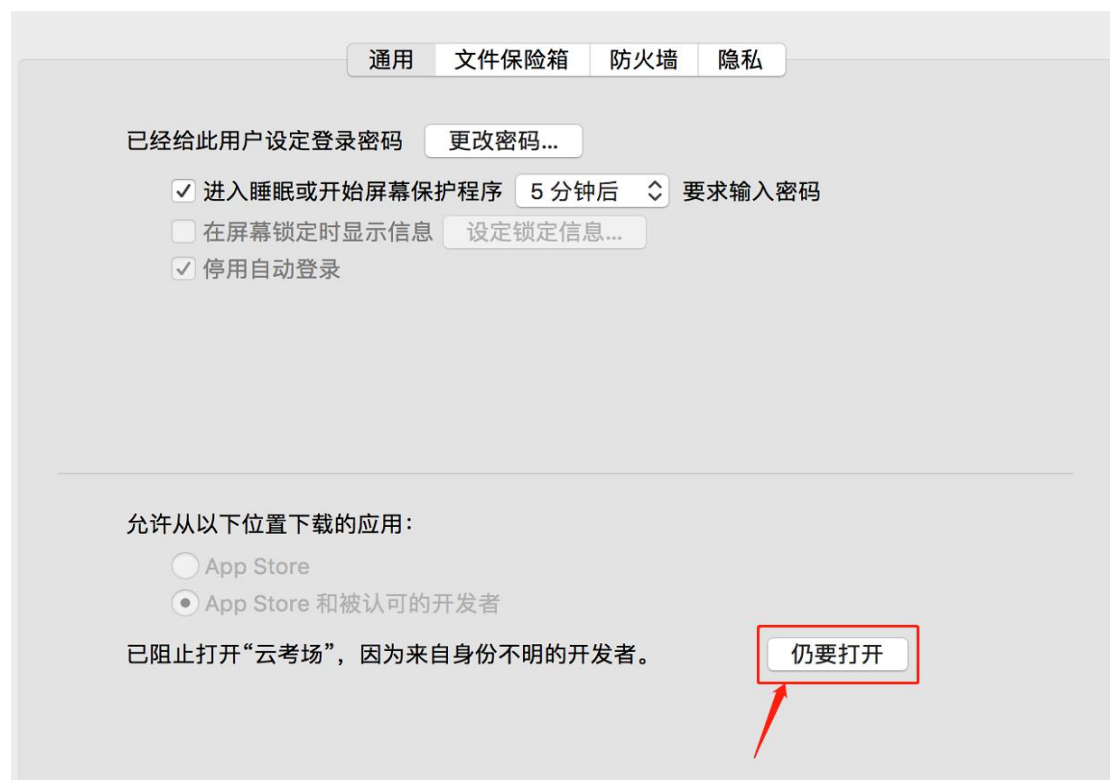 通用 文件保险箱 防火墙 隐私
已经给此用户设定登录密码 更改密码...
进入睡眠或开始屏幕保护程序 5 分钟后 要求输入密码
在屏幕锁定时显示信息 设定锁定信息...
停用自动登录
允许从以下位置下载的应用：
App Store
App Store 和被认可的开发者
已阻止打开“云考场”，因为来自身份不明的开发者。 仍要打开